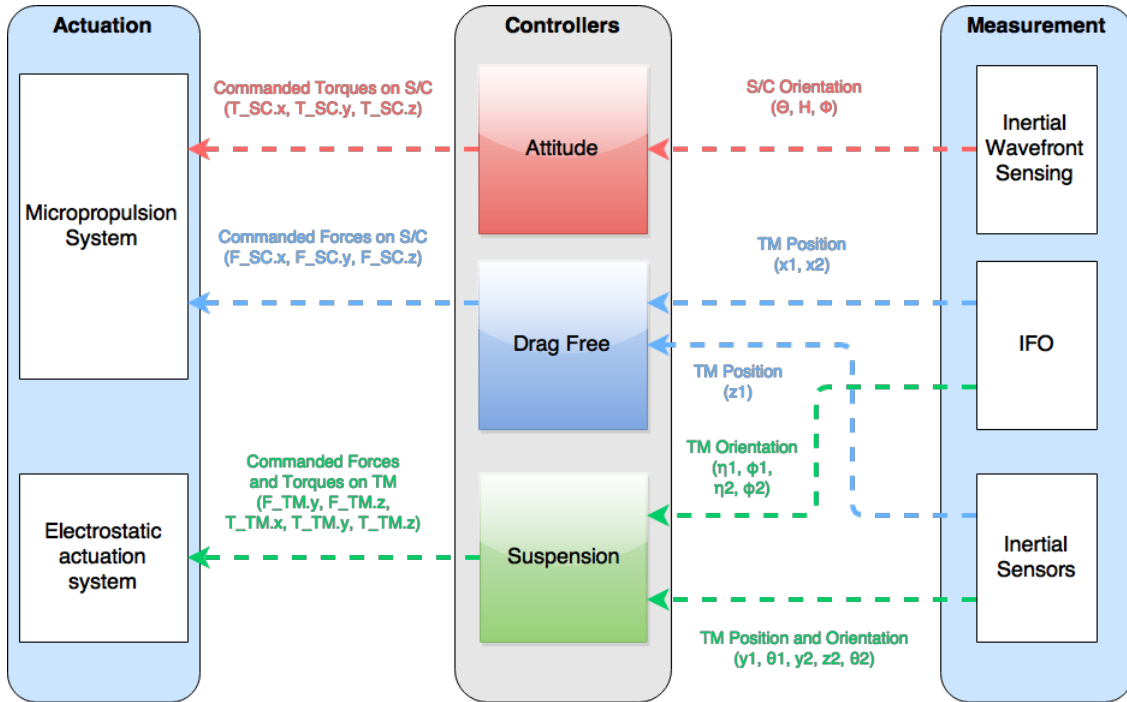 Actuation
Controllers
Measurement
Commanded Torques on S/C
(T_SC.x, T_SC.y, T_SC.z)
S/C Orientation
(Θ, H, Φ)
Micropropulsion
System
Attitude
Inertial
Wavefront
Sensing
Commanded Forces on S/C
(F_SC.x, F_SC.y, F_SC.z)
TM Position
(x1, x2)
Drag Free
IFO
TM Position
(z1)
TM Orientation
(η1, ϕ1,
η2, ϕ2)
Commanded Forces
and Torques on TM
(F_TM.y, F_TM.z,
T_TM.x, T_TM.y, T_TM.z)
Electrostatic
actuation
system
Suspension
Inertial
Sensors
TM Position and Orientation
(y1, θ1, y2, z2, θ2)